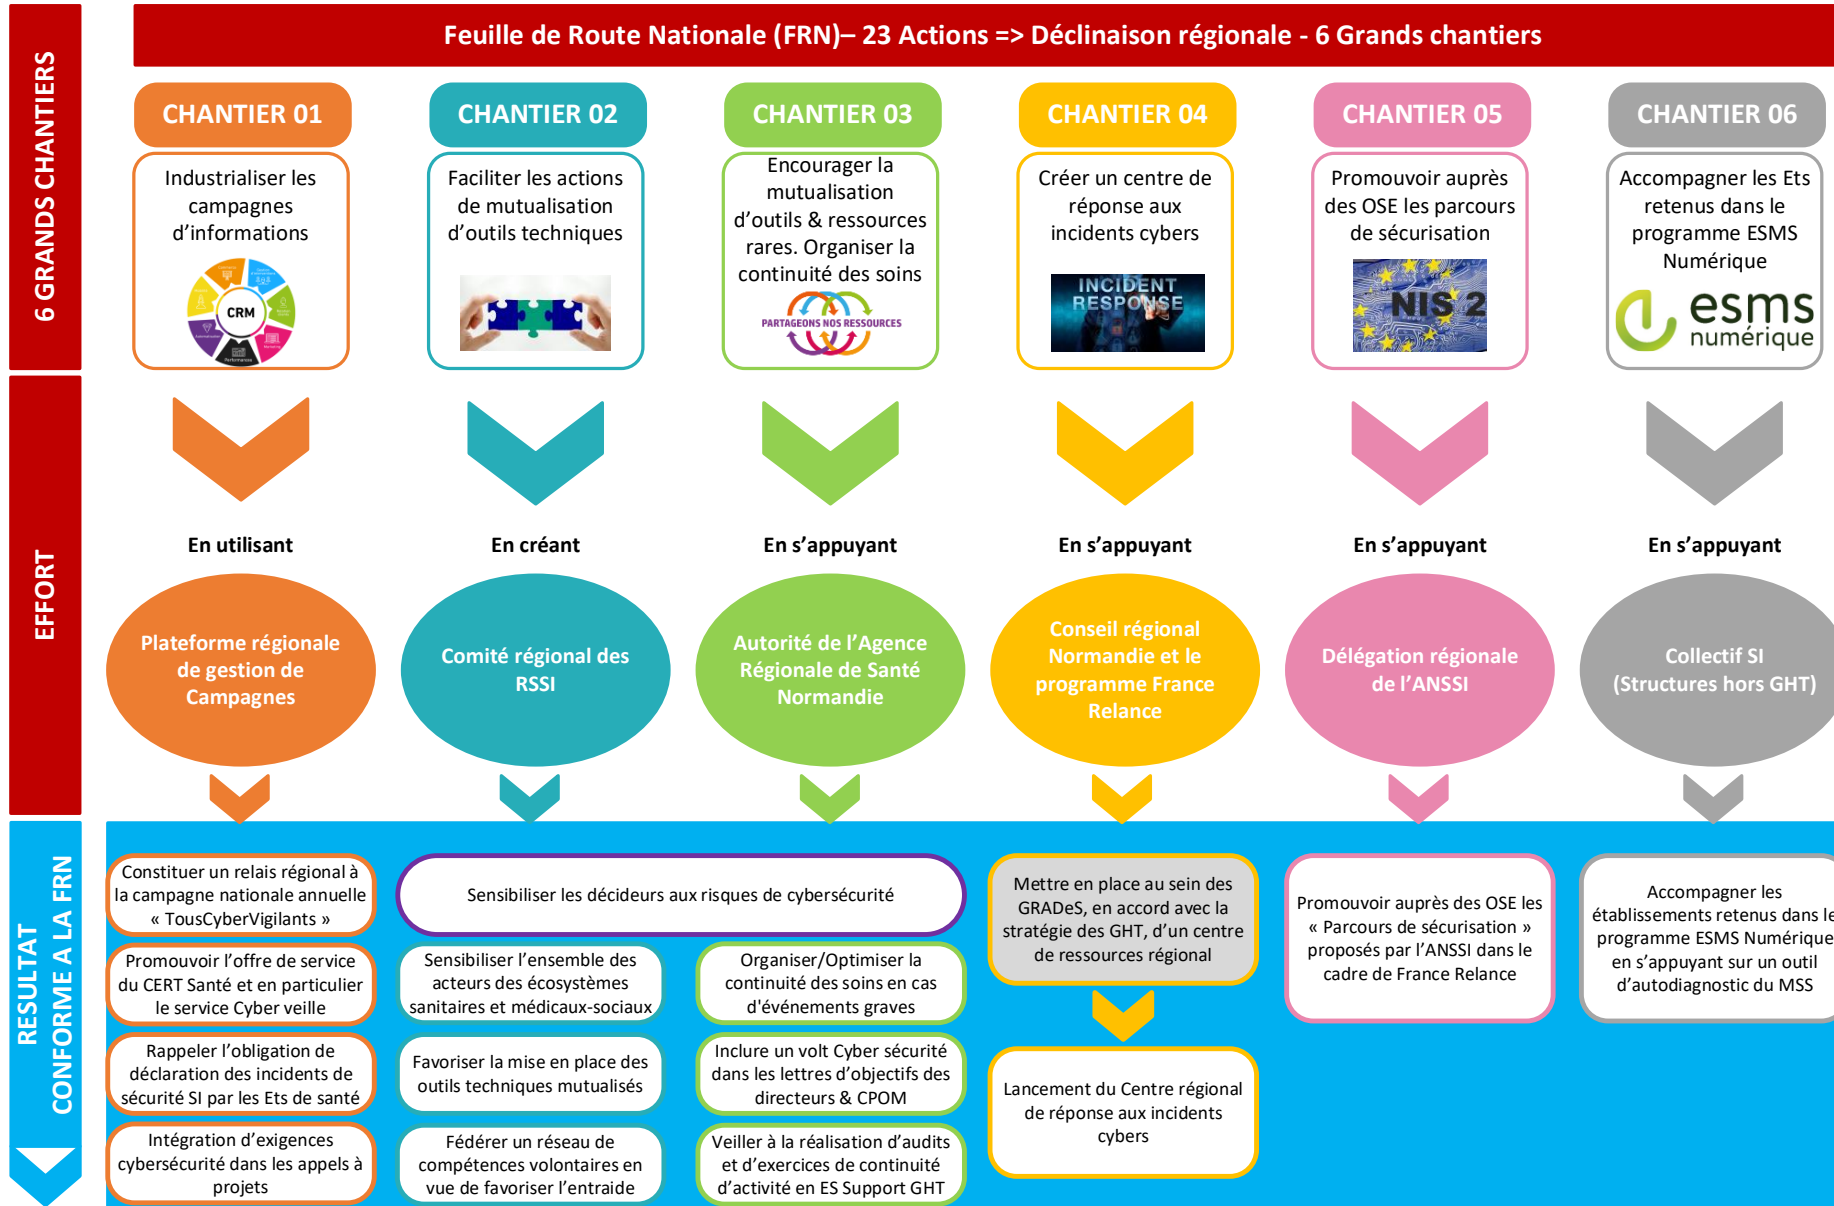 Feuille de Route Nationale (FRN)– 23 Actions => Déclinaison régionale - 6 Grands chantiers
6 GRANDS CHANTIERS
CHANTIER 01
Industrialiser les
campagnes
d’informations
CRM
CHANTIER 02
Faciliter les actions
de mutualisation
d’outils techniques
CHANTIER 03
Encourager la
mutualisation
d’outils & ressources
rares. Organiser la
continuité des soins
PARTAGEONS NOS RESSOURCES
CHANTIER 04
Créer un centre de
réponse aux
incidents cybers
INCIDENT
RESPONSE
CHANTIER 05
Promouvoir auprès
des OSE les parcours
de sécurisation
NIS 2
CHANTIER 06
Accompagner les Ets
retenus dans le
programme ESMS
Numérique
esms
numérique
EFFORT
En utilisant
Plateforme régionale
de gestion de
Campagnes
En créant
Comité régional des
RSSI
En s’appuyant
Autorité de l’Agence
Régionale de Santé
Normandie
En s’appuyant
Conseil régional
Normandie et le
programme France
Relance
En s’appuyant
Délégation régionale
de l’ANSSI
En s’appuyant
Collectif SI
(Structures hors GHT)
RESULTAT
CONFORME A LA FRN
Constituer un relais régional à
la campagne nationale annuelle
« TousCyberVigilants »
Promouvoir l’offre de service
du CERT Santé et en particulier
le service Cyber veille
Rappeler l’obligation de
déclaration des incidents de
sécurité SI par les Ets de santé
Intégration d’exigences
cybersécurité dans les appels à
projets
Sensibiliser les décideurs aux risques de cybersécurité
Sensibiliser l’ensemble des
acteurs des écosystèmes
sanitaires et médicaux-sociaux
Favoriser la mise en place des
outils techniques mutualisés
Fédérer un réseau de
compétences volontaires en
vue de favoriser l’entraide
Organiser/Optimiser la
continuité des soins en cas
d'événements graves
Inclure un volt Cyber sécurité
dans les lettres d’objectifs des
directeurs & CPOM
Veiller à la réalisation d’audits
et d’exercices de continuité
d’activité en ES Support GHT
Mettre en place au sein des
GRADeS, en accord avec la
stratégie des GHT, d’un centre
de ressources régional
Lancement du Centre régional
de réponse aux incidents
cybers
Promouvoir auprès des OSE les
« Parcours de sécurisation »
proposés par l’ANSSI dans le
cadre de France Relance
Accompagner les
établissements retenus dans le
programme ESMS Numérique
en s’appuyant sur un outil
d’autodiagnostic du MSS